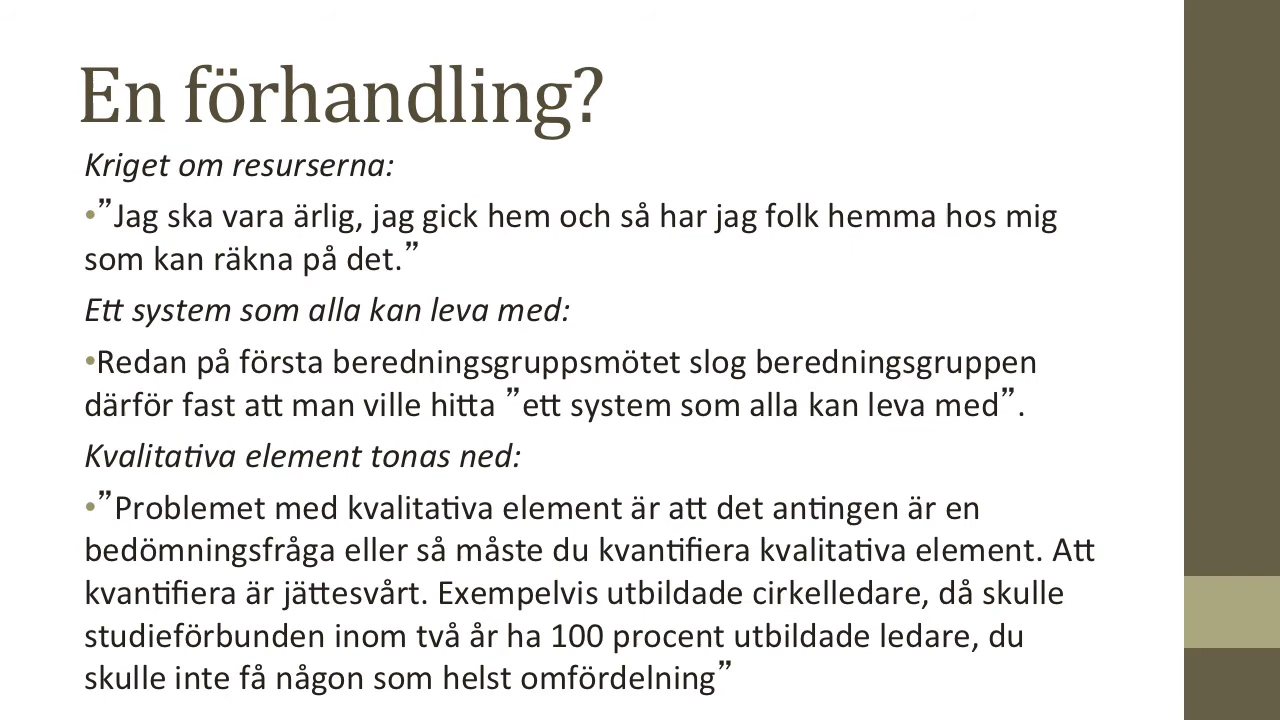 En förhandling?
Kriget om resurserna:
•”Jag ska vara ärlig, jag gick hem och så har jag folk hemma hos mig
som kan räkna på det.”
Ett system som alla kan leva med:
•Redan på första beredningsgruppsmötet slog beredningsgruppen
därför fast att man ville hitta ”ett system som alla kan leva med”.
Kvalitativa element tonas ned:
•”Problemet med kvalitativa element är att det antingen är en
bedömningsfråga eller så måste du kvantifiera kvalitativa element. Att
kvantifiera är jättesvårt. Exempelvis utbildade cirkelledare, då skulle
studieförbunden inom två år ha 100 procent utbildade ledare, du
skulle inte få någon som helst omfördelning”